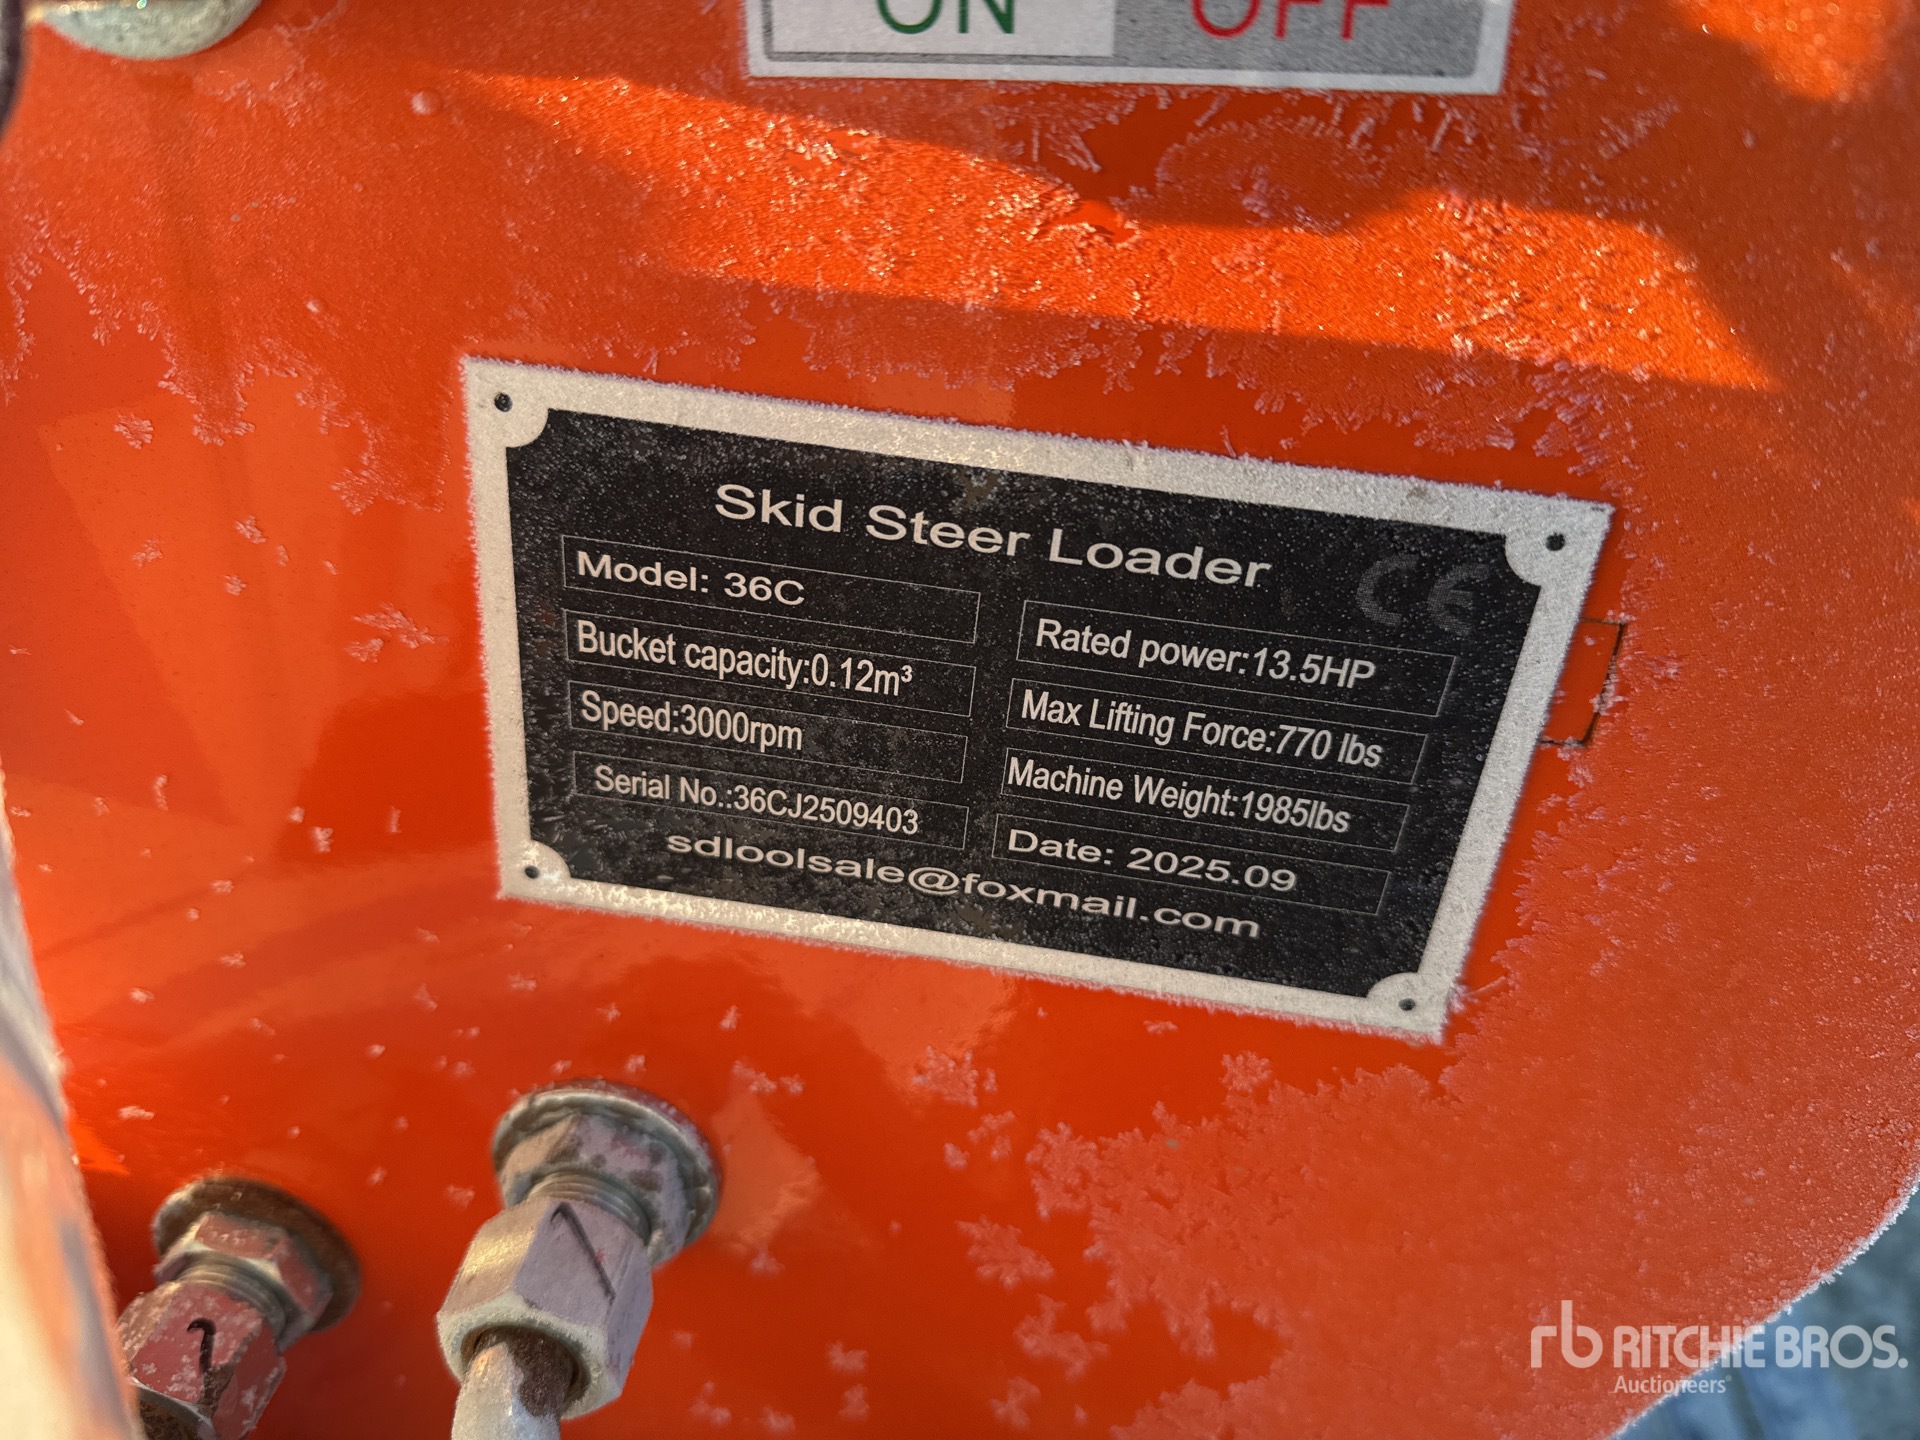 ON OFF
Skid Steer Loader
CE
Model: 36C
Rated power:13.5HP
Bucket capacity:0.12m³
Max Lifting Force:770 lbs
Speed:3000rpm
Machine Weight:1985lbs
Serial No.:36CJ2509403
Date: 2025.09
sdloolsale@foxmail.com
rb RITCHIE BROS.
Auctioneers